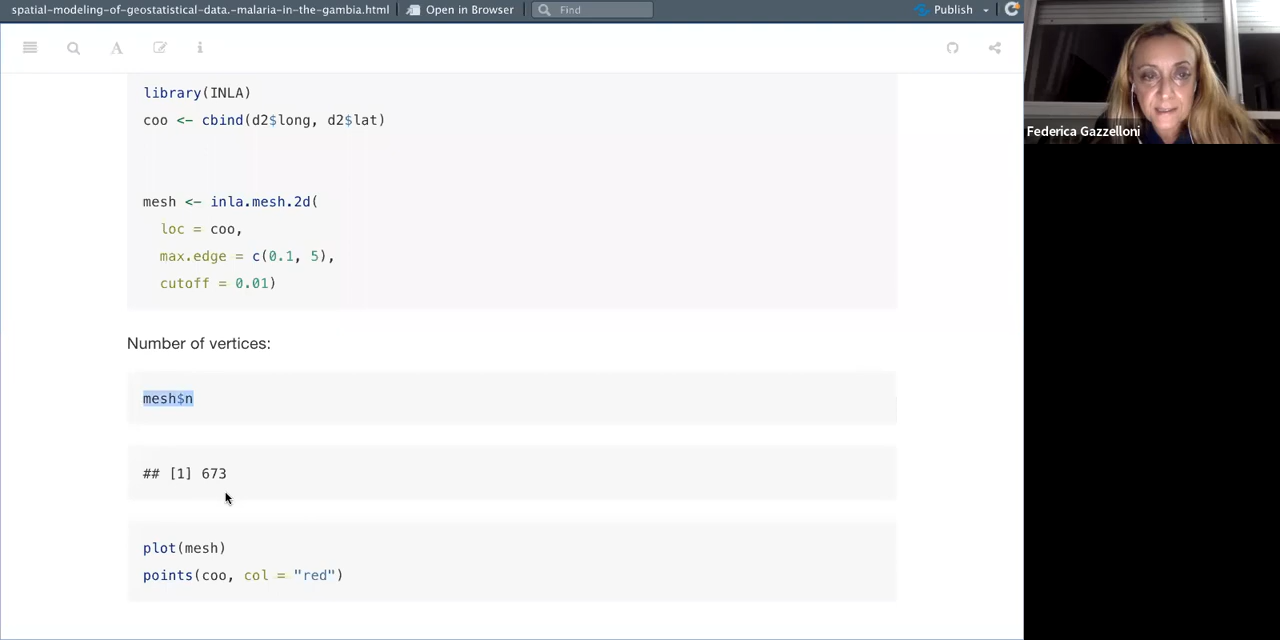 spatial-modeling-of-geostatistical-data.-malaria-in-the-gambia.html
Open in Browser
Find
Publish
library(INLA)
coo <- cbind(d2$long, d2$lat)
mesh <- inla.mesh.2d(
loc = coo,
max.edge = c(0.1, 5),
cutoff = 0.01)
Number of vertices:
mesh$n
## [1] 673
plot(mesh)
points(coo, col = "red")
Federica Gazzelloni